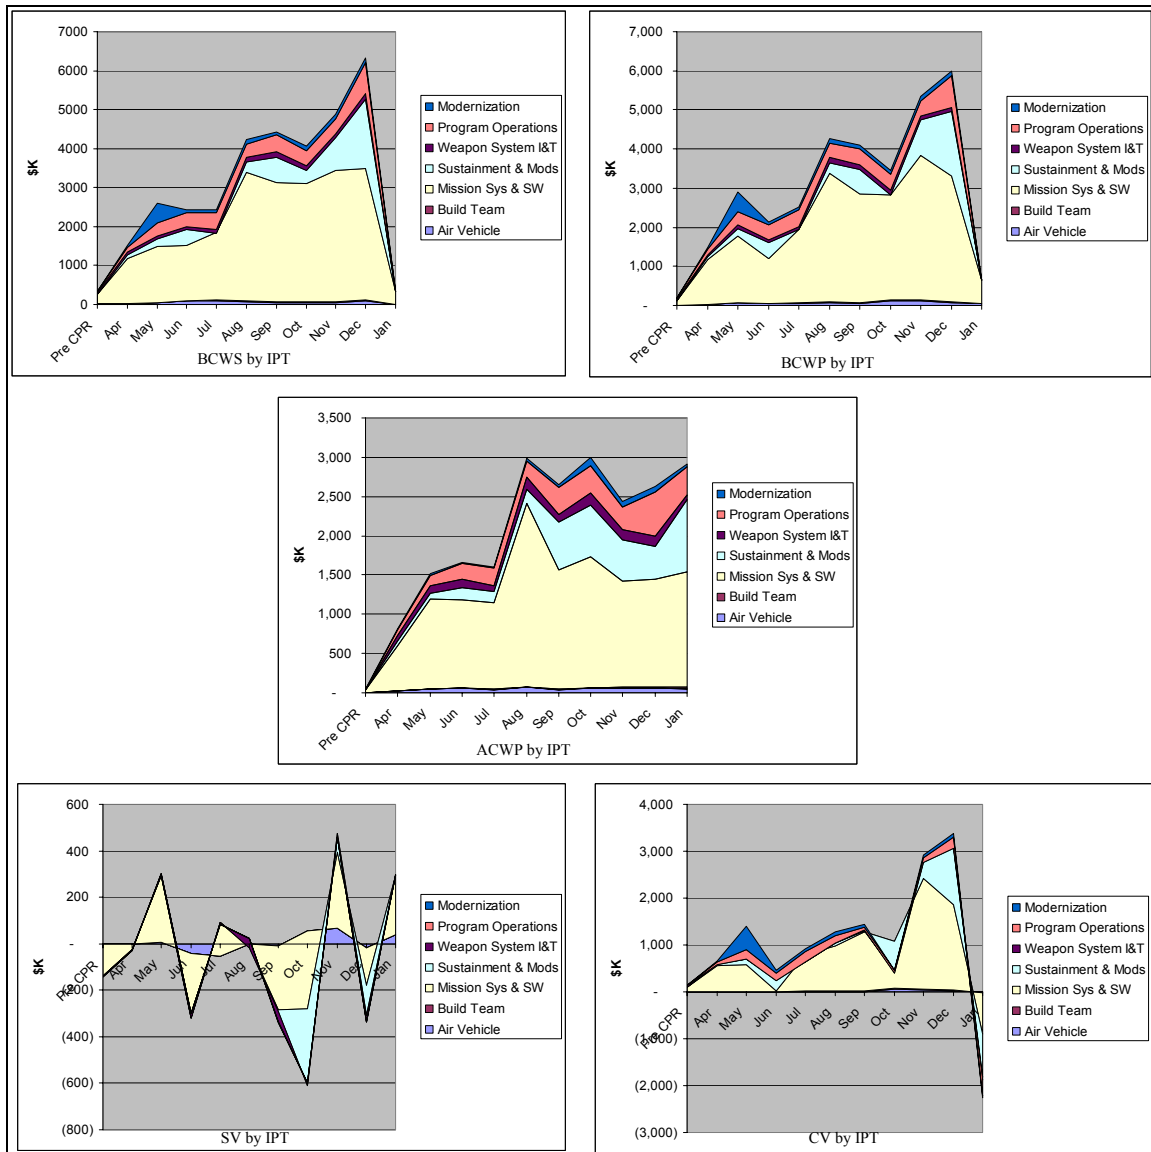 7000
6000
5000
4000
3000
2000
1000
0
$K
Pre CPR
Apr
May
Jun
Jul
Aug
Sep
Oct
Nov
Dec
Jan
Modernization
Program Operations
Weapon System I&T
Sustainment & Mods
Mission Sys & SW
Build Team
Air Vehicle
BCWS by IPT
7,000
6,000
5,000
4,000
3,000
2,000
1,000
-
$K
Pre CPR
Apr
May
Jun
Jul
Aug
Sep
Oct
Nov
Dec
Jan
Modernization
Program Operations
Weapon System I&T
Sustainment & Mods
Mission Sys & SW
Build Team
Air Vehicle
BCWP by IPT
3,500
3,000
2,500
2,000
1,500
1,000
500
-
$K
Pre CPR
Apr
May
Jun
Jul
Aug
Sep
Oct
Nov
Dec
Jan
Modernization
Program Operations
Weapon System I&T
Sustainment & Mods
Mission Sys & SW
Build Team
Air Vehicle
ACWP by IPT
600
400
200
-
(200)
(400)
(600)
(800)
$K
Pre CPR
Apr
May
Jun
Jul
Aug
Sep
Oct
Nov
Dec
Jan
Modernization
Program Operations
Weapon System I&T
Sustainment & Mods
Mission Sys & SW
Build Team
Air Vehicle
SV by IPT
4,000
3,000
2,000
1,000
-
(1,000)
(2,000)
(3,000)
$K
Pre CPR
Apr
May
Jun
Jul
Aug
Sep
Oct
Nov
Dec
Jan
Modernization
Program Operations
Weapon System I&T
Sustainment & Mods
Mission Sys & SW
Build Team
Air Vehicle
CV by IPT